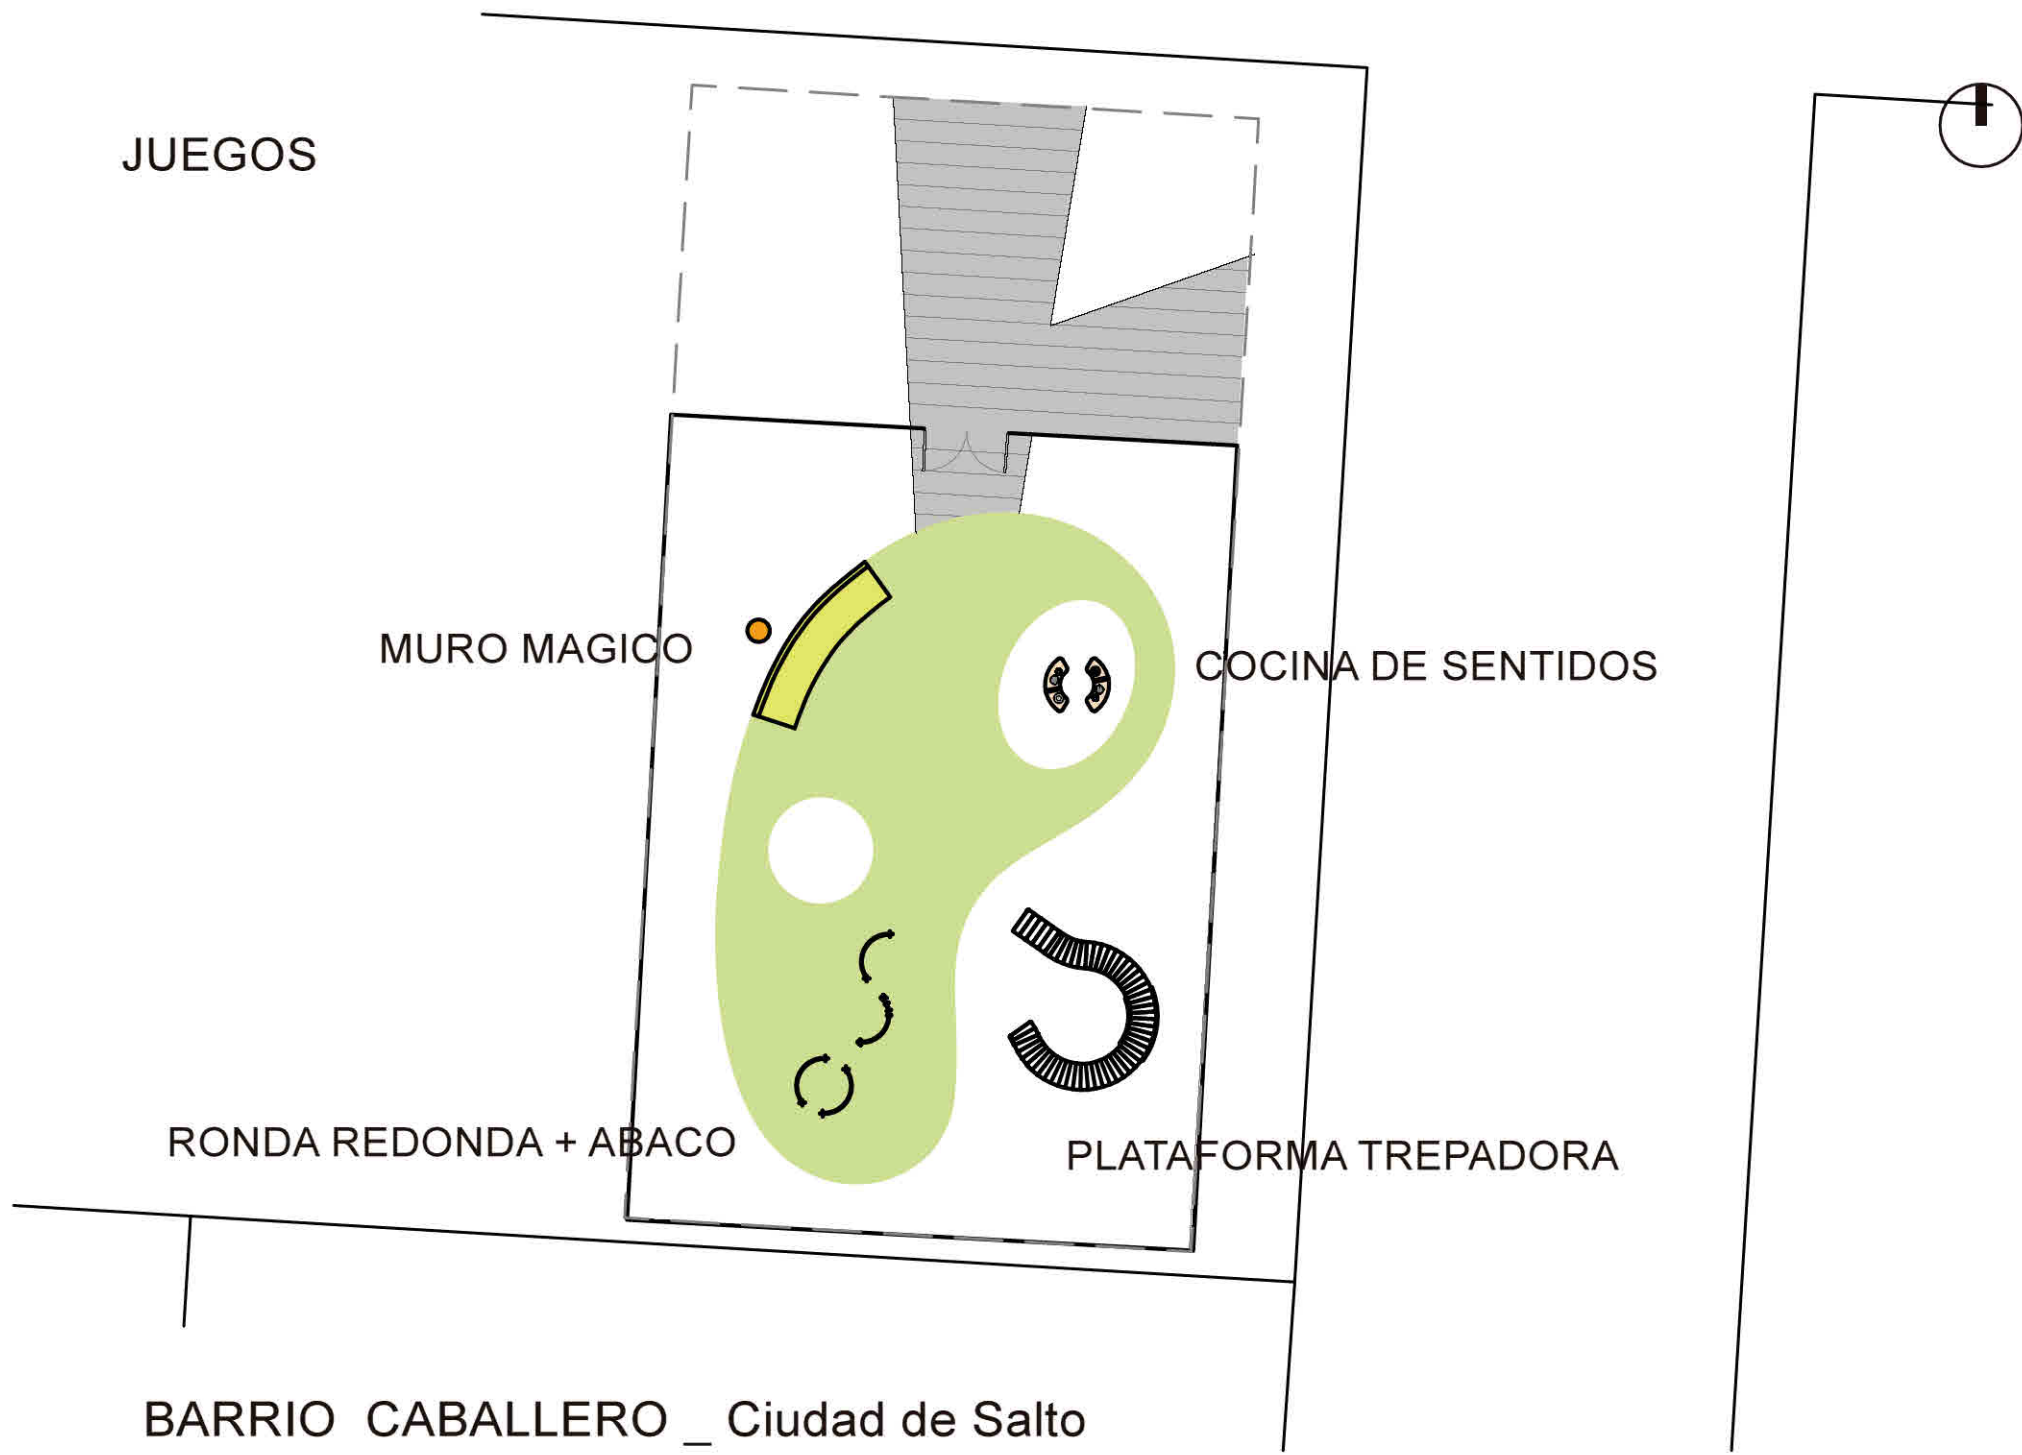 JUEGOS
MURO MAGICO
COCINA DE SENTIDOS
RONDA REDONDA + ABACO
PLATAFORMA TREPADORA
BARRIO CABALLERO _ Ciudad de Salto